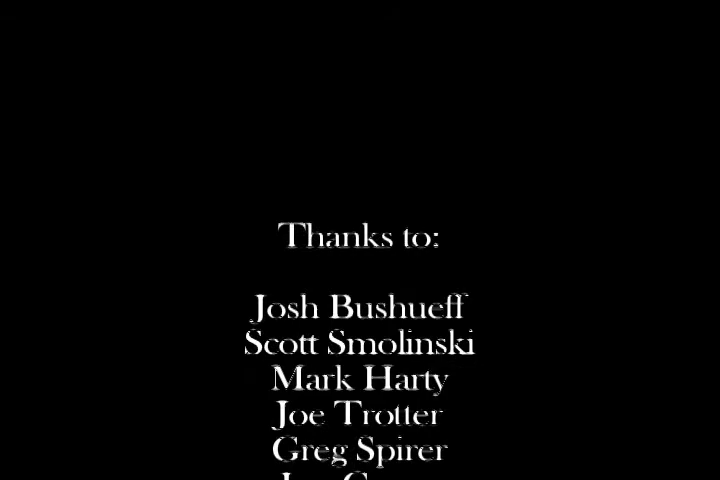 Thanks to:
Josh Bushueff
Scott Smolinski
Mark Harty
Joe Trotter
Greg Spirer